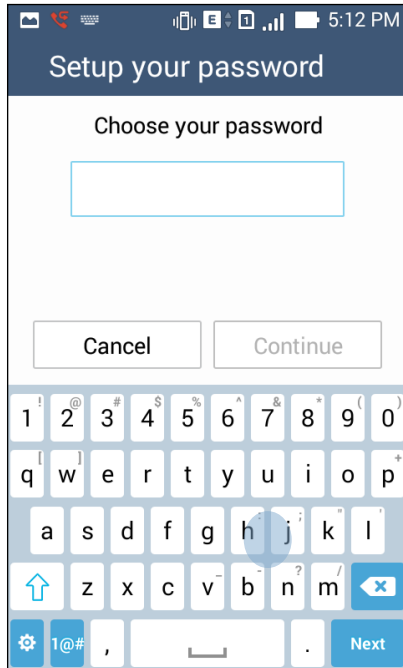 E 1 5:12 PM
Setup your password
Choose your password
Cancel Continue
! @ # $ % ^ & * ( )
1 2 3 4 5 6 7 8 9 0
[ ] +
q w e r t y u i o p
: ; " '
a s d f g h j k l
_ - ? /
z x c v b n m
1@# , . Next